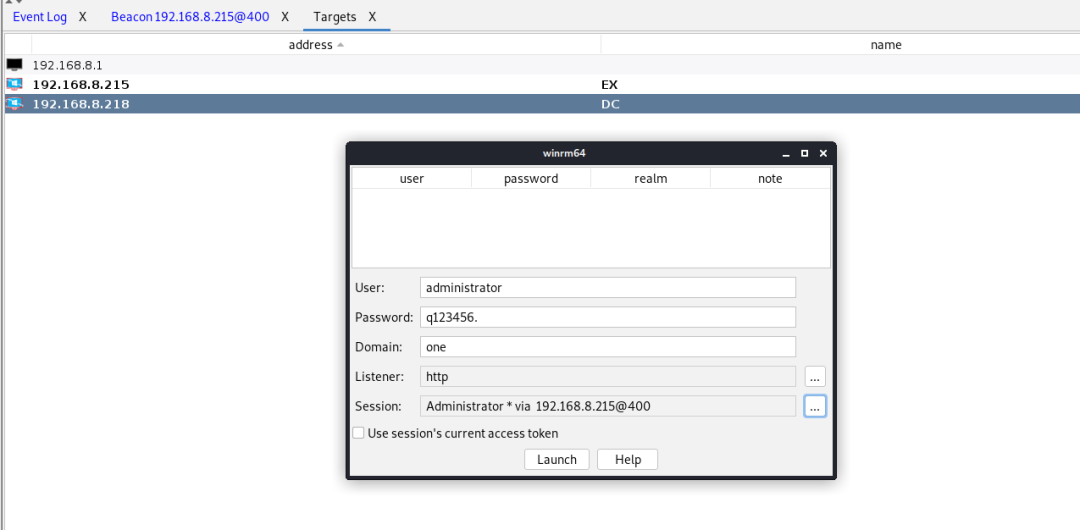 Event Log X Beacon 192.168.8.215@400 X Targets X
address name
192.168.8.1
192.168.8.215 EX
192.168.8.218 DC
winrm64
user password realm note
User: administrator
Password: q123456.
Domain: one
Listener: http ...
Session: Administrator * via 192.168.8.215@400 ...
Use session's current access token
Launch Help